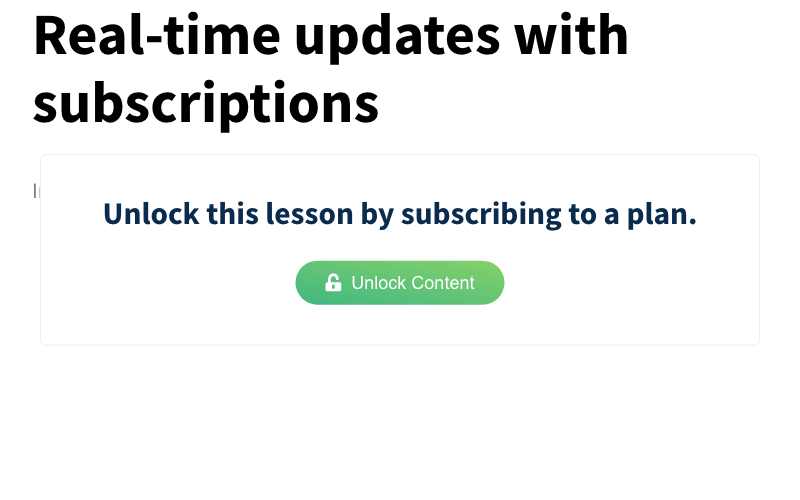 Real-time updates with
subscriptions
Unlock this lesson by subscribing to a plan.
Unlock Content